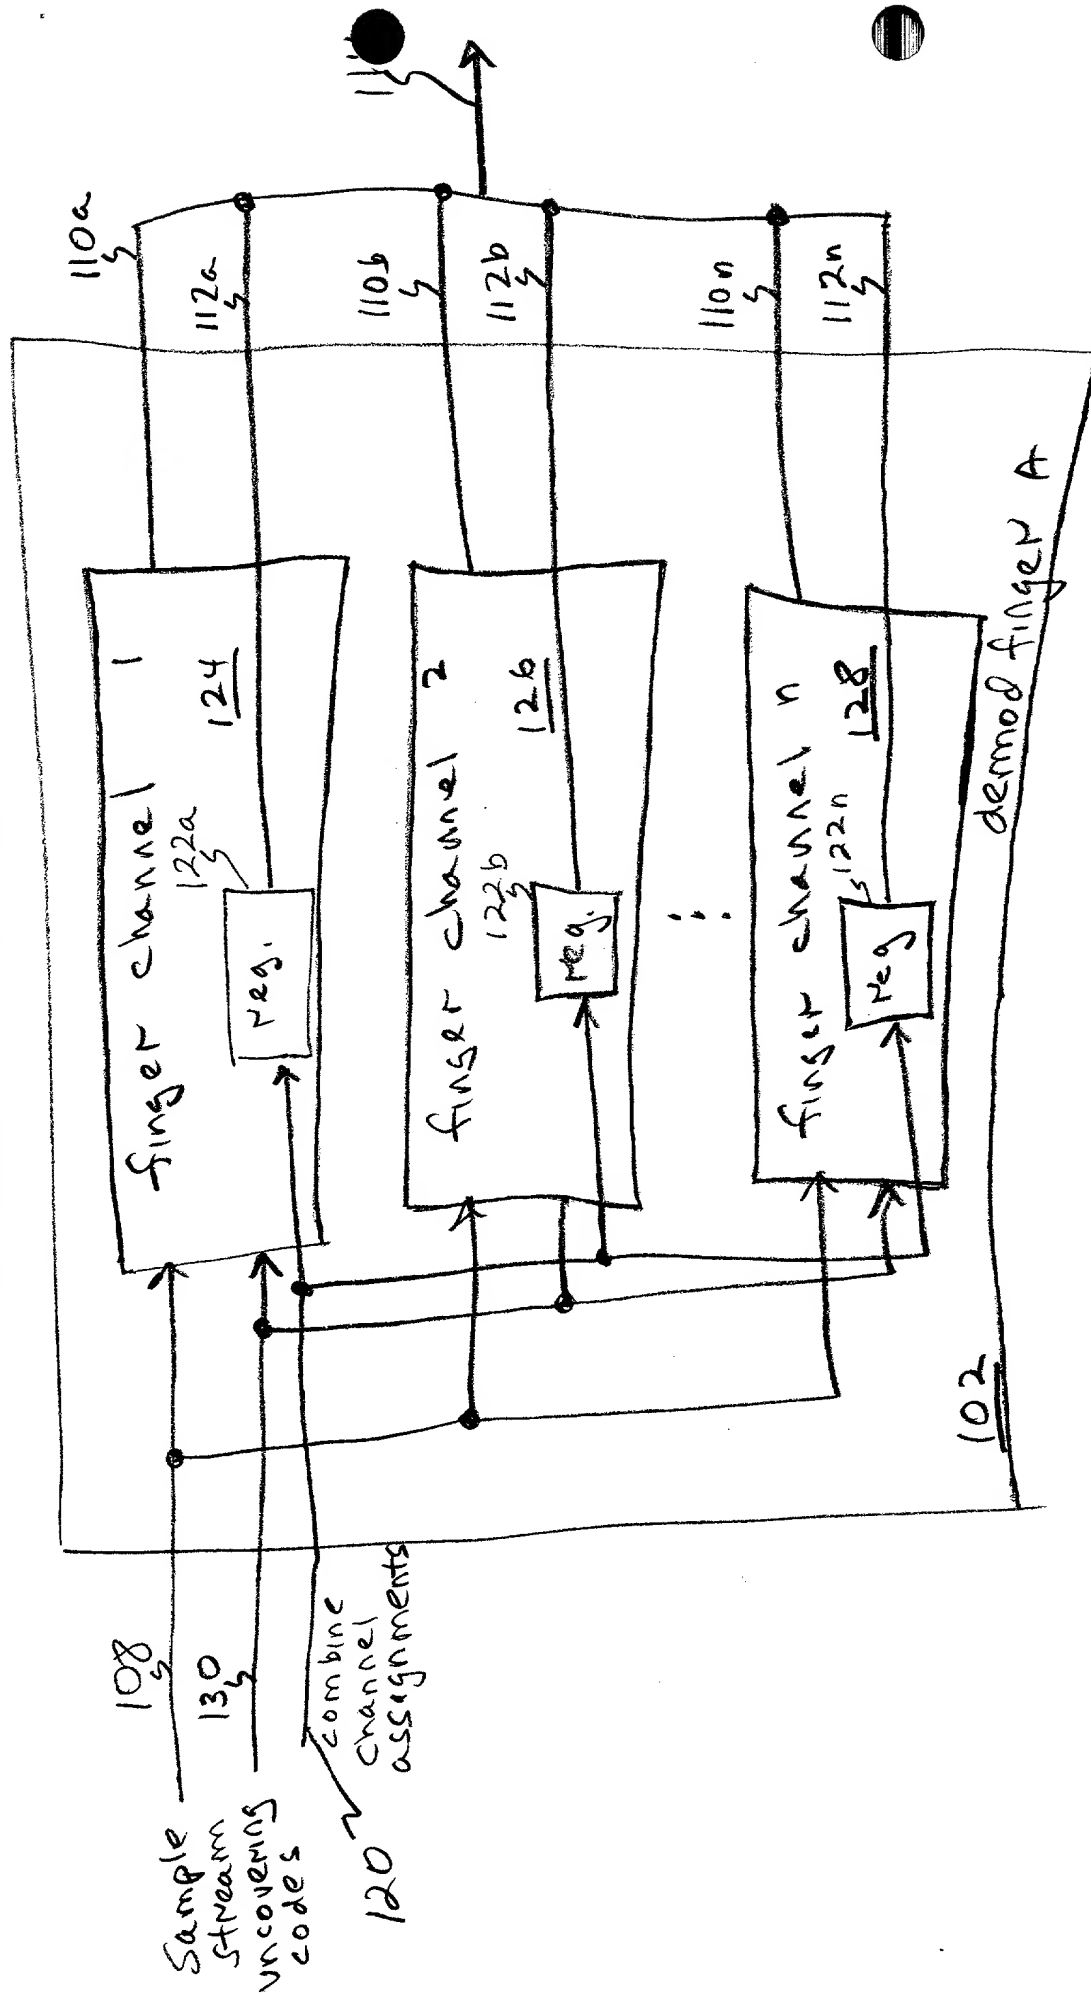 Sample
stream
108
uncovering
codes
130
combine
channel
assignments
120
finger channel 1
122a
124
reg.
110a
112a
finger channel 2
122b
126
reg.
110b
112b
finger channel n
122n
128
reg
110n
112n
102
demod finger A